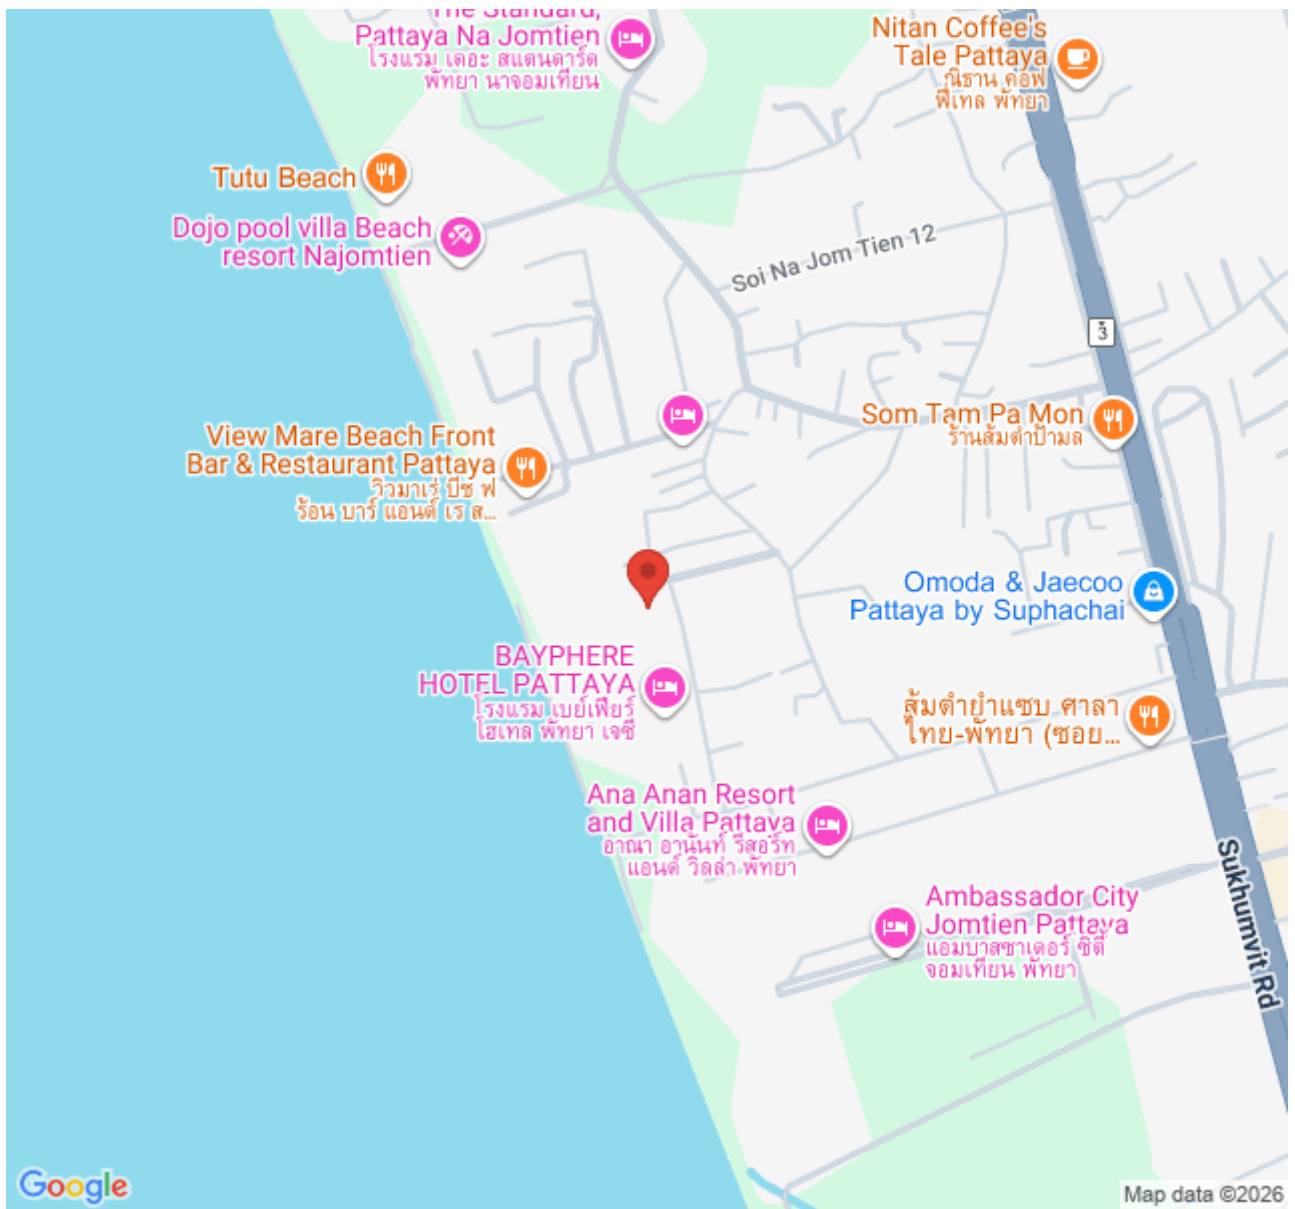 The Standard,
Pattaya Na Jomtien
โรงแรม เดอะ สแตนดาร์ด
พัทยา นาจอมเทียน
Nitan Coffee's
Tale Pattaya
ณิธาน คอฟ
ฟี่เทล พัทยา
Tutu Beach
Dojo pool villa Beach
resort Najomtien
Soi Na Jom Tien 12
3
View Mare Beach Front
Bar & Restaurant Pattaya
วิวมาเร่ บีช ฟ
ร้อน บาร์ แอนด์ เร ส...
Som Tam Pa Mon
ร้านส้มตำป้ามล
Omoda & Jaecoo
Pattaya by Suphachai
BAYPHERE
HOTEL PATTAYA
โรงแรม เบย์เฟียร์
โฮเทล พัทยา เจซี
ส้มตำยำแซบ ศาลา
ไทย-พัทยา (ซอย...
Ana Anan Resort
and Villa Pattaya
อาณา อานันท์ รีสอร์ท
แอนด์ วิลล่า พัทยา
Ambassador City
Jomtien Pattaya
แอมบาสซาเดอร์ ซิตี้
จอมเทียน พัทยา
Sukhumvit Rd
Google
Map data ©2026